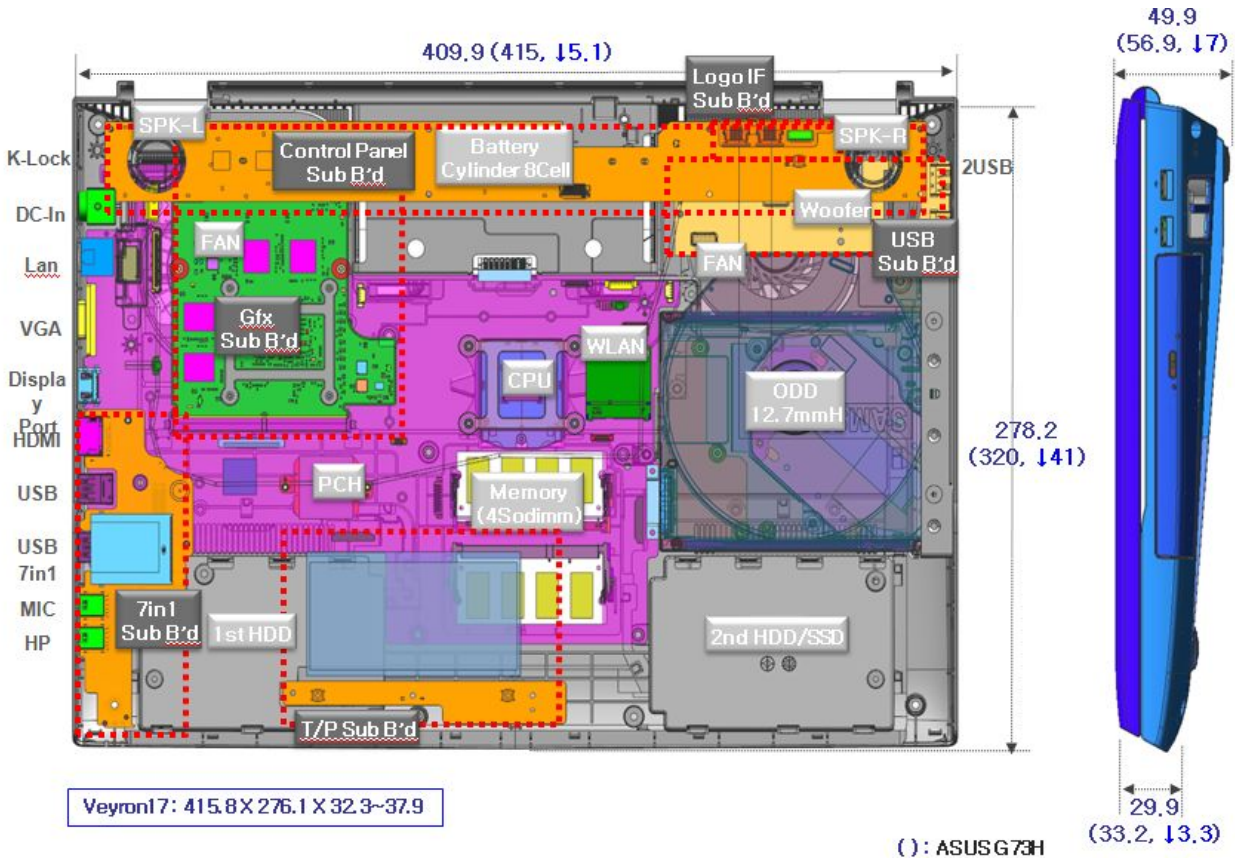 49.9
(56.9, ↓7)
409.9 (415, ↓5.1)
Logo IF
Sub B'd
SPK-L
SPK-R
K-Lock
Control Panel
Sub B'd
Battery
Cylinder 8Cell
2USB
DC-In
Woofer
FAN
USB
Sub B'd
Lan
FAN
VGA
Gfx
Sub B'd
WLAN
CPU
Displa
y
Port
ODD
12.7mmH
SAM
HDMI
278.2
(320, ↓41)
USB
PCH
Memory
(4Sodimm)
USB
7in1
MIC
7in1
Sub B'd
1st HDD
2nd HDD/SSD
HP
T/P Sub B'd
Veyron17: 415.8 X 276.1 X 32.3~37.9
29.9
(33.2, ↓3.3)
( ): ASUS G73H